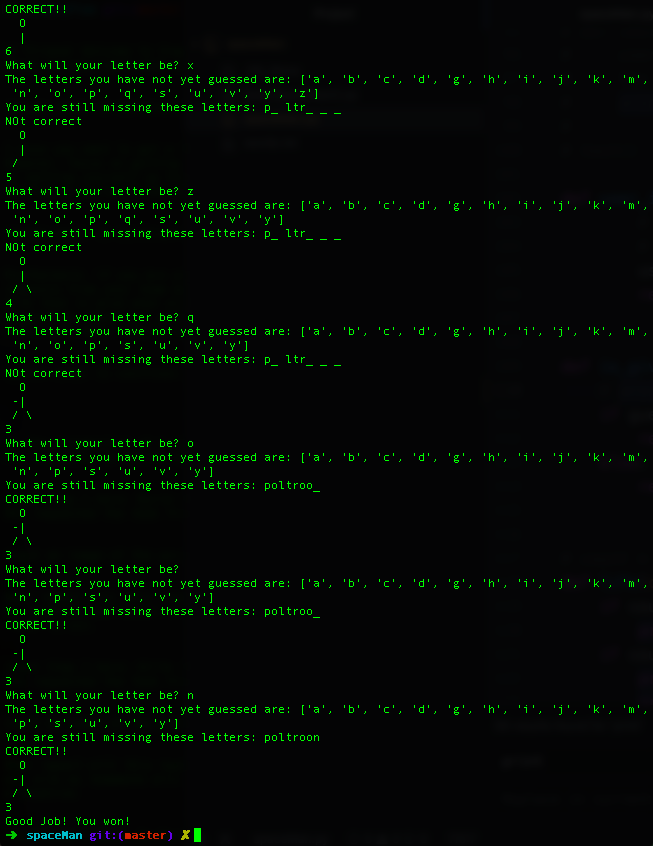 CORRECT!!
O
|
6
What will your letter be? x
The letters you have not yet guessed are: ['a', 'b', 'c', 'd', 'g', 'h', 'i', 'j', 'k', 'm',
'n', 'o', 'p', 'q', 's', 'u', 'v', 'y', 'z']
You are still missing these letters: p_ ltr_ _ _
NOt correct
O
|
/
5
What will your letter be? z
The letters you have not yet guessed are: ['a', 'b', 'c', 'd', 'g', 'h', 'i', 'j', 'k', 'm',
'n', 'o', 'p', 'q', 's', 'u', 'v', 'y']
You are still missing these letters: p_ ltr_ _ _
NOt correct
O
|
/ \
4
What will your letter be? q
The letters you have not yet guessed are: ['a', 'b', 'c', 'd', 'g', 'h', 'i', 'j', 'k', 'm',
'n', 'o', 'p', 's', 'u', 'v', 'y']
You are still missing these letters: p_ ltr_ _ _
NOt correct
O
-|
/ \
3
What will your letter be? o
The letters you have not yet guessed are: ['a', 'b', 'c', 'd', 'g', 'h', 'i', 'j', 'k', 'm',
'n', 'p', 's', 'u', 'v', 'y']
You are still missing these letters: poltroo_
CORRECT!!
O
-|
/ \
3
What will your letter be?
The letters you have not yet guessed are: ['a', 'b', 'c', 'd', 'g', 'h', 'i', 'j', 'k', 'm',
'n', 'p', 's', 'u', 'v', 'y']
You are still missing these letters: poltroo_
CORRECT!!
O
-|
/ \
3
What will your letter be? n
The letters you have not yet guessed are: ['a', 'b', 'c', 'd', 'g', 'h', 'i', 'j', 'k', 'm',
'p', 's', 'u', 'v', 'y']
You are still missing these letters: poltroon
CORRECT!!
O
-|
/ \
3
Good Job! You won!
➜ spaceMan git:(master) ✗